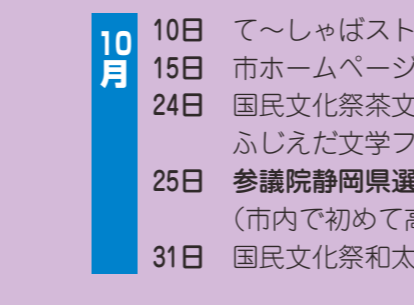 10月
10日 て～しゃばスト
15日 市ホームページ
24日 国民文化祭茶文
ふじえだ文学フ
25日 参議院静岡県選
（市内で初めて高
31日 国民文化祭和太